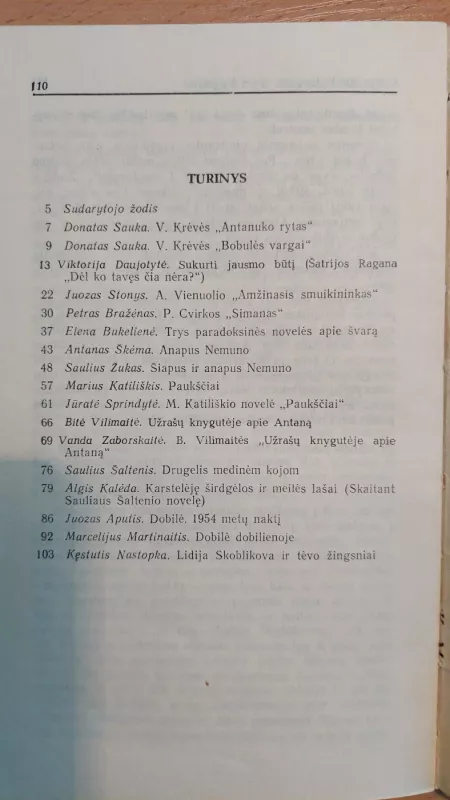 110
TURINYS
5 Sudarytojo žodis
7 Donatas Sauka. V. Krėvės „Antanuko rytas“
9 Donatas Sauka. V. Krėvės „Bobulės vargai“
13 Viktorija Daujotytė. Sukurti jausmo būtį (Šatrijos Ragana
„Dėl ko tavęs čia nėra?“)
22 Juozas Stonys. A. Vienuolio „Amžinasis smuikininkas“
30 Petras Bražėnas. P. Cvirkos „Simanas“
37 Elena Bukelienė. Trys paradoksinės novelės apie švarą
43 Antanas Škėma. Anapus Nemuno
48 Saulius Žukas. Šiapus ir anapus Nemuno
57 Marius Katiliškis. Paukščiai
61 Jūratė Sprindytė. M. Katiliškio novelė „Paukščiai“
66 Bitė Vilimaitė. Užrašų knygutėje apie Antaną
69 Vanda Zaborskaitė. B. Vilimaitės „Užrašų knygutėje apie
Antaną“
76 Saulius Šaltenis. Drugelis medinėm kojom
79 Algis Kalėda. Karstelėję širdgėlos ir meilės lašai (Skaitant
Sauliaus Šaltenio novelę)
86 Juozas Aputis. Dobilė. 1954 metų naktį
92 Marcelijus Martinaitis. Dobilė dobilienoje
103 Kęstutis Nastopka. Lidija Skoblikova ir tėvo žingsniai